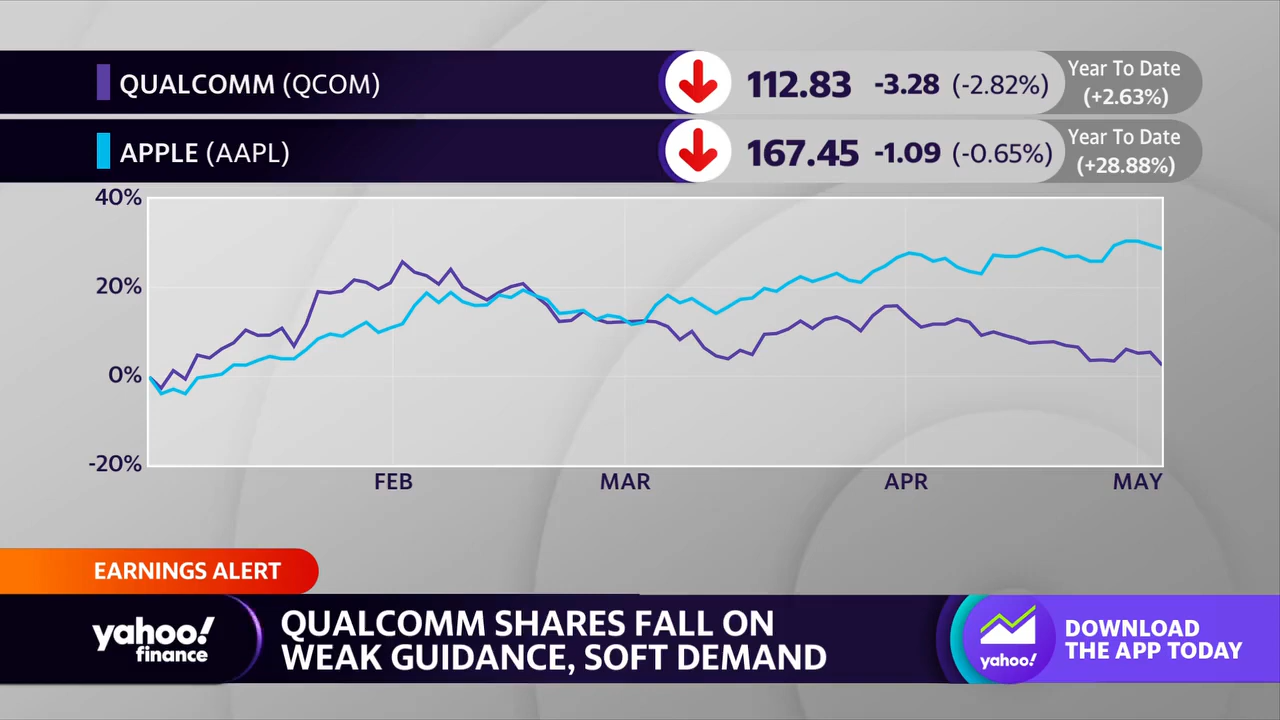 QUALCOMM (QCOM) 112.83 -3.28 (-2.82%) Year To Date (+2.63%)
APPLE (AAPL) 167.45 -1.09 (-0.65%) Year To Date (+28.88%)
40%
20%
0%
-20%
FEB MAR APR MAY
EARNINGS ALERT
yahoo!
finance
QUALCOMM SHARES FALL ON
WEAK GUIDANCE, SOFT DEMAND
yahoo!
DOWNLOAD
THE APP TODAY